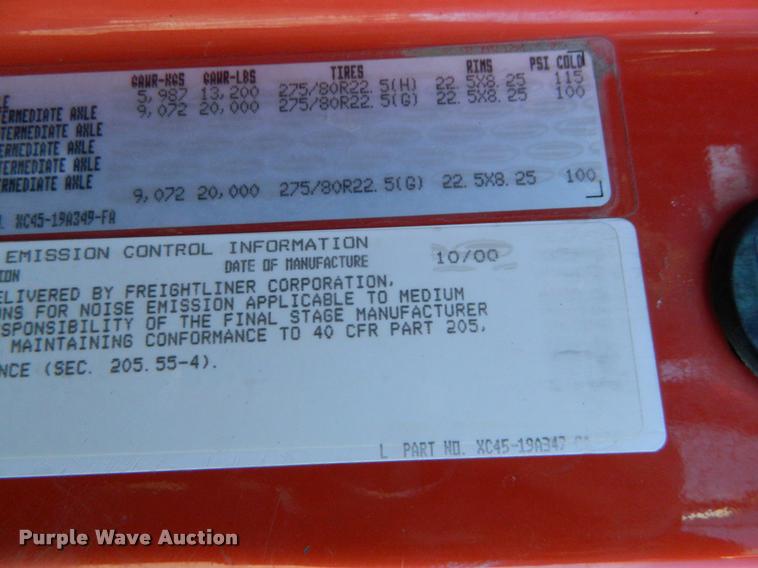 GAWR-KGS GAWR-LBS TIRES RIMS PSI COLD
5,987 13,200 275/80R22.5(H) 22.5X8.25 115
TERMEDIATE AXLE 9,072 20,000 275/80R22.5(G) 22.5X8.25 100
TERMEDIATE AXLE
ERMEDIATE AXLE
TERMEDIATE AXLE
ERMEDIATE AXLE 9,072 20,000 275/80R22.5(G) 22.5X8.25 100
XC45-19A349-FA
EMISSION CONTROL INFORMATION
ION DATE OF MANUFACTURE 10/00
ELIVERED BY FREIGHTLINER CORPORATION,
ONS FOR NOISE EMISSION APPLICABLE TO MEDIUM
SPONSIBILITY OF THE FINAL STAGE MANUFACTURER
MAINTAINING CONFORMANCE TO 40 CFR PART 205,
NCE (SEC. 205.55-4).
L PART NO. XC45-19A347
Purple Wave Auction